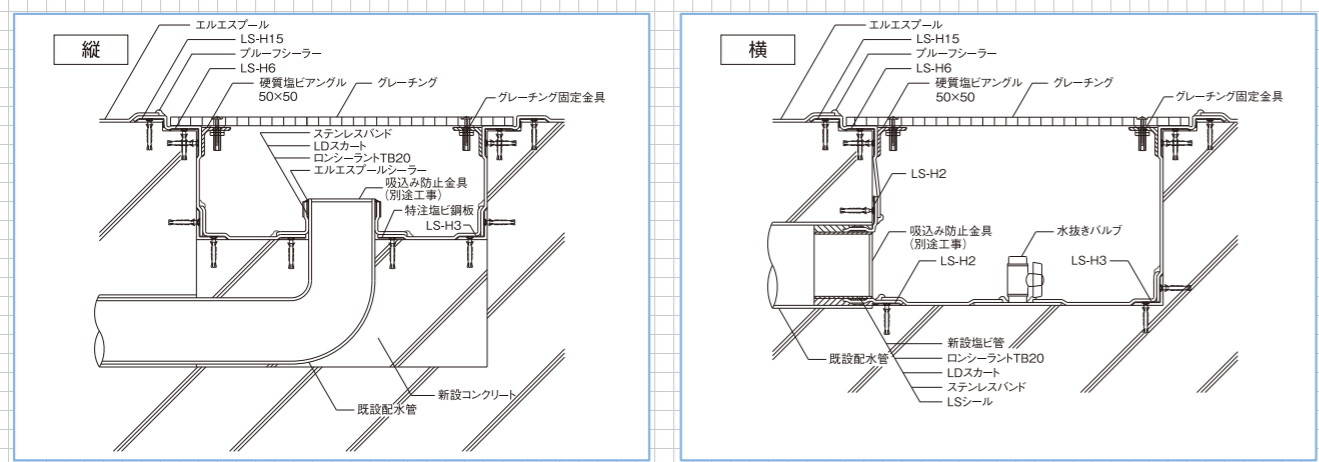 縦
エルエスプール
LS-H15
プルーフシーラー
LS-H6
硬質塩ビアングル
50×50
グレーチング
グレーチング固定金具
ステンレスバンド
LDスカート
ロンシーラントTB20
エルエスプールシーラー
吸込み防止金具
(別途工事)
特注塩ビ鋼板
LS-H3
新設コンクリート
既設配水管
横
エルエスプール
LS-H15
プルーフシーラー
LS-H6
硬質塩ビアングル
50×50
グレーチング
グレーチング固定金具
LS-H2
吸込み防止金具
(別途工事)
LS-H2
水抜きバルブ
LS-H3
既設配水管
新設塩ビ管
ロンシーラントTB20
LDスカート
ステンレスバンド
LSシール